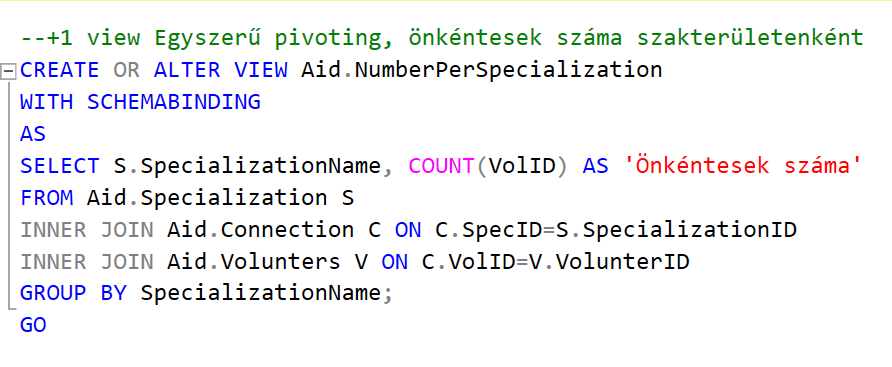 --+1 view Egyszerű pivoting, önkéntesek száma szakterületenként
CREATE OR ALTER VIEW Aid.NumberPerSpecialization
WITH SCHEMABINDING
AS
SELECT S.SpecializationName, COUNT(VolID) AS 'Önkéntesek száma'
FROM Aid.Specialization S
INNER JOIN Aid.Connection C ON C.SpecID=S.SpecializationID
INNER JOIN Aid.Volunters V ON C.VolID=V.VolunterID
GROUP BY SpecializationName;
GO